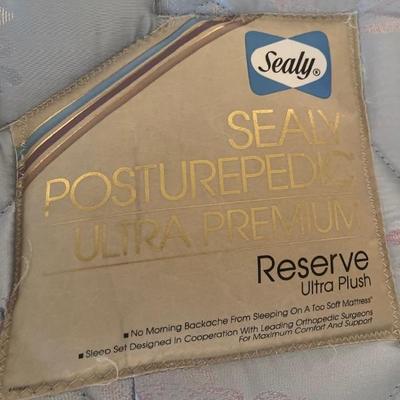 Sealy®
SEALY
POSTUREPEDIC
ULTRA PREMIUM
Reserve
Ultra Plush
■ No Morning Backache From Sleeping On A Too Soft Mattress®
■ Sleep Set Designed In Cooperation With Leading Orthopedic Surgeons
For Maximum Comfort And Support